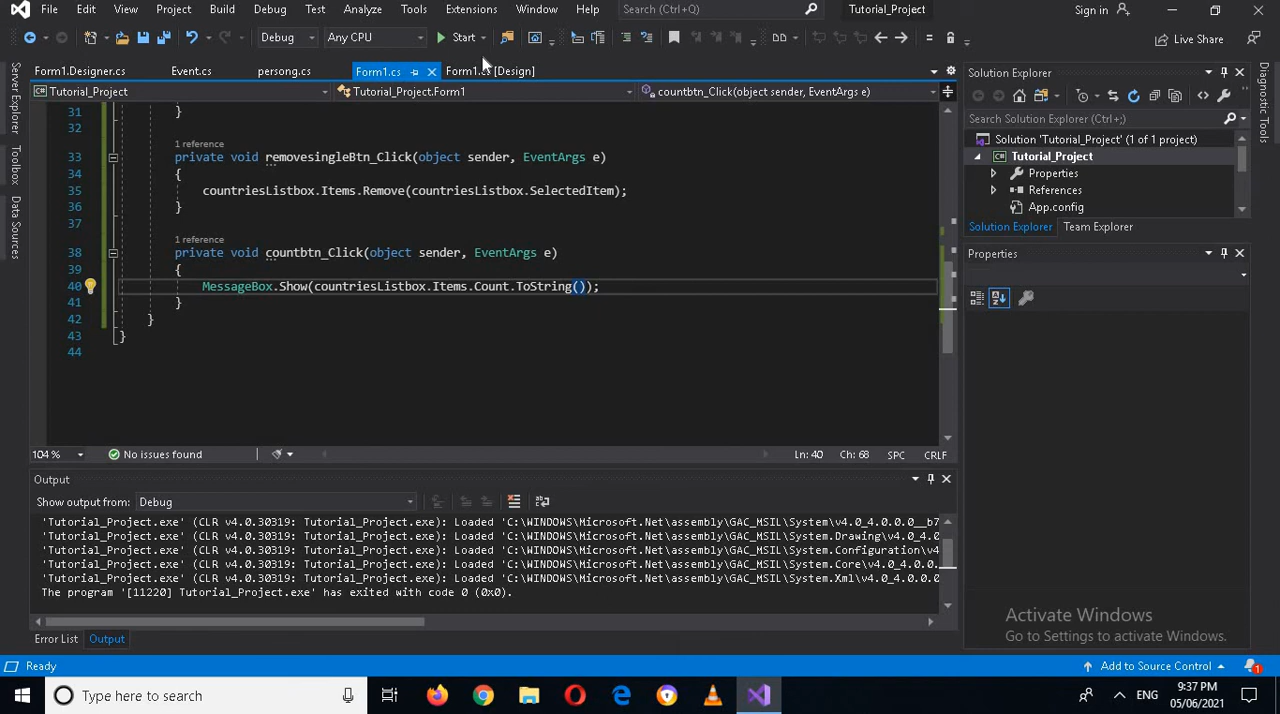 File Edit View Project Build Debug Test Analyze Tools Extensions Window Help Search (Ctrl+Q) Tutorial_Project Sign in
Debug Any CPU Start Live Share
Form1.Designer.cs Event.cs persong.cs Form1.cs Form1.cs [Design]
Tutorial_Project Tutorial_Project.Form1 countbtn_Click(object sender, EventArgs e)
31 }
32
1 reference
33 private void removesingleBtn_Click(object sender, EventArgs e)
34 {
35 countriesListbox.Items.Remove(countriesListbox.SelectedItem);
36 }
37
1 reference
38 private void countbtn_Click(object sender, EventArgs e)
39 {
40 MessageBox.Show(countriesListbox.Items.Count.ToString());
41 }
42 }
43 }
44
104 % No issues found Ln: 40 Ch: 68 SPC CRLF
Output
Show output from: Debug
'Tutorial_Project.exe' (CLR v4.0.30319: Tutorial_Project.exe): Loaded 'C:\WINDOWS\Microsoft.Net\assembly\GAC_MSIL\System\v4.0_4.0.0.0__b7
'Tutorial_Project.exe' (CLR v4.0.30319: Tutorial_Project.exe): Loaded 'C:\WINDOWS\Microsoft.Net\assembly\GAC_MSIL\System.Drawing\v4.0_4.0
'Tutorial_Project.exe' (CLR v4.0.30319: Tutorial_Project.exe): Loaded 'C:\WINDOWS\Microsoft.Net\assembly\GAC_MSIL\System.Configuration\v4
'Tutorial_Project.exe' (CLR v4.0.30319: Tutorial_Project.exe): Loaded 'C:\WINDOWS\Microsoft.Net\assembly\GAC_MSIL\System.Core\v4.0_4.0.0.
'Tutorial_Project.exe' (CLR v4.0.30319: Tutorial_Project.exe): Loaded 'C:\WINDOWS\Microsoft.Net\assembly\GAC_MSIL\System.Xml\v4.0_4.0.0.0
The program '[11220] Tutorial_Project.exe' has exited with code 0 (0x0).
Error List Output
Server Explorer
Toolbox
Data Sources
Solution Explorer
Search Solution Explorer (Ctrl+;)
Solution 'Tutorial_Project' (1 of 1 project)
Tutorial_Project
Properties
References
App.config
Solution Explorer Team Explorer
Properties
Diagnostic Tools
Activate Windows
Go to Settings to activate Windows.
Ready Add to Source Control 1
Type here to search ENG 9:37 PM
05/06/2021